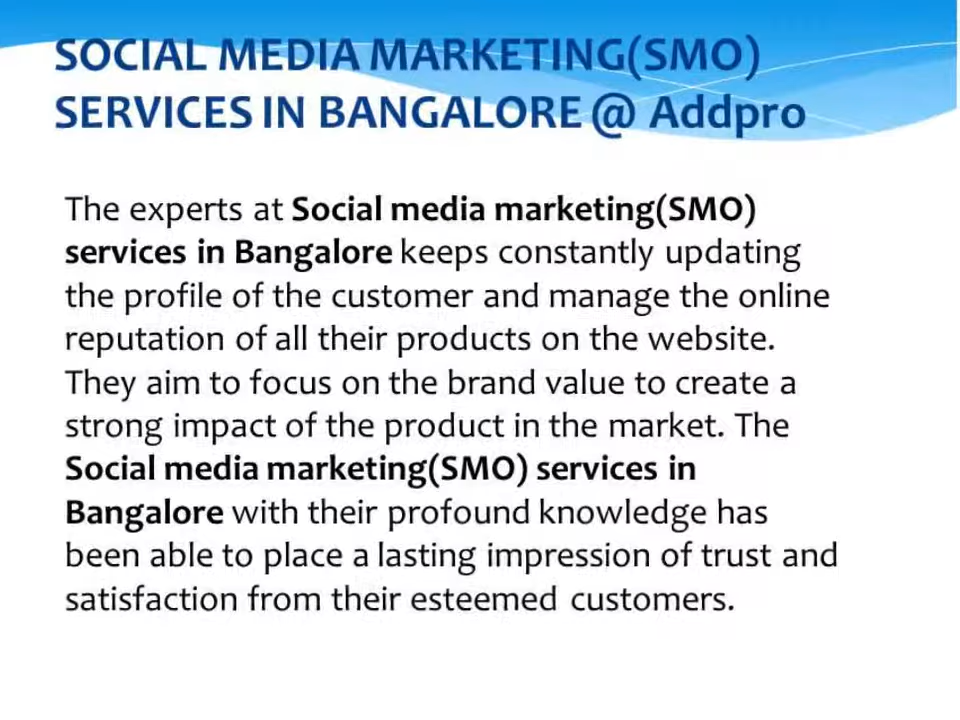 SOCIAL MEDIA MARKETING(SMO)
SERVICES IN BANGALORE @ Addpro
The experts at Social media marketing(SMO)
services in Bangalore keeps constantly updating
the profile of the customer and manage the online
reputation of all their products on the website.
They aim to focus on the brand value to create a
strong impact of the product in the market. The
Social media marketing(SMO) services in
Bangalore with their profound knowledge has
been able to place a lasting impression of trust and
satisfaction from their esteemed customers.